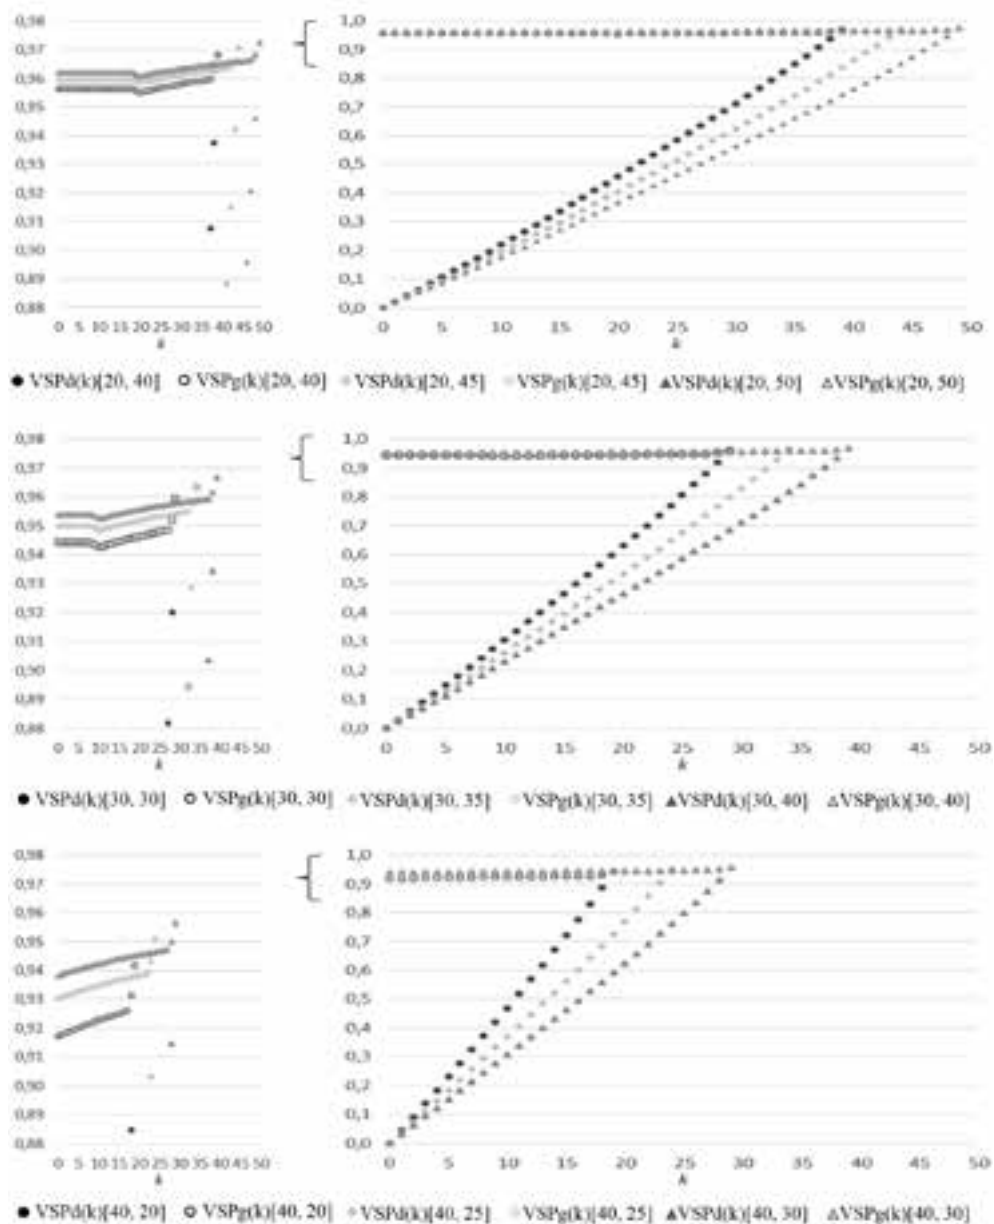 0,98 0,97 0,96 0,95 0,94 0,93 0,92 0,91 0,90 0,89 0,88
0 5 10 15 20 25 30 35 40 45 50
k
1,0 0,9 0,8 0,7 0,6 0,5 0,4 0,3 0,2 0,1 0,0
0 5 10 15 20 25 30 35 40 45 50
k
VSPd(k)[20, 40] VSPg(k)[20, 40] VSPd(k)[20, 45] VSPg(k)[20, 45] VSPd(k)[20, 50] VSPg(k)[20, 50]
0,98 0,97 0,96 0,95 0,94 0,93 0,92 0,91 0,90 0,89 0,88
0 5 10 15 20 25 30 35 40 45 50
k
1,0 0,9 0,8 0,7 0,6 0,5 0,4 0,3 0,2 0,1 0,0
0 5 10 15 20 25 30 35 40 45 50
k
VSPd(k)[30, 30] VSPg(k)[30, 30] VSPd(k)[30, 35] VSPg(k)[30, 35] VSPd(k)[30, 40] VSPg(k)[30, 40]
0,98 0,97 0,96 0,95 0,94 0,93 0,92 0,91 0,90 0,89 0,88
0 5 10 15 20 25 30 35 40 45 50
k
1,0 0,9 0,8 0,7 0,6 0,5 0,4 0,3 0,2 0,1 0,0
0 5 10 15 20 25 30 35 40 45 50
k
VSPd(k)[40, 20] VSPg(k)[40, 20] VSPd(k)[40, 25] VSPg(k)[40, 25] VSPd(k)[40, 30] VSPg(k)[40, 30]